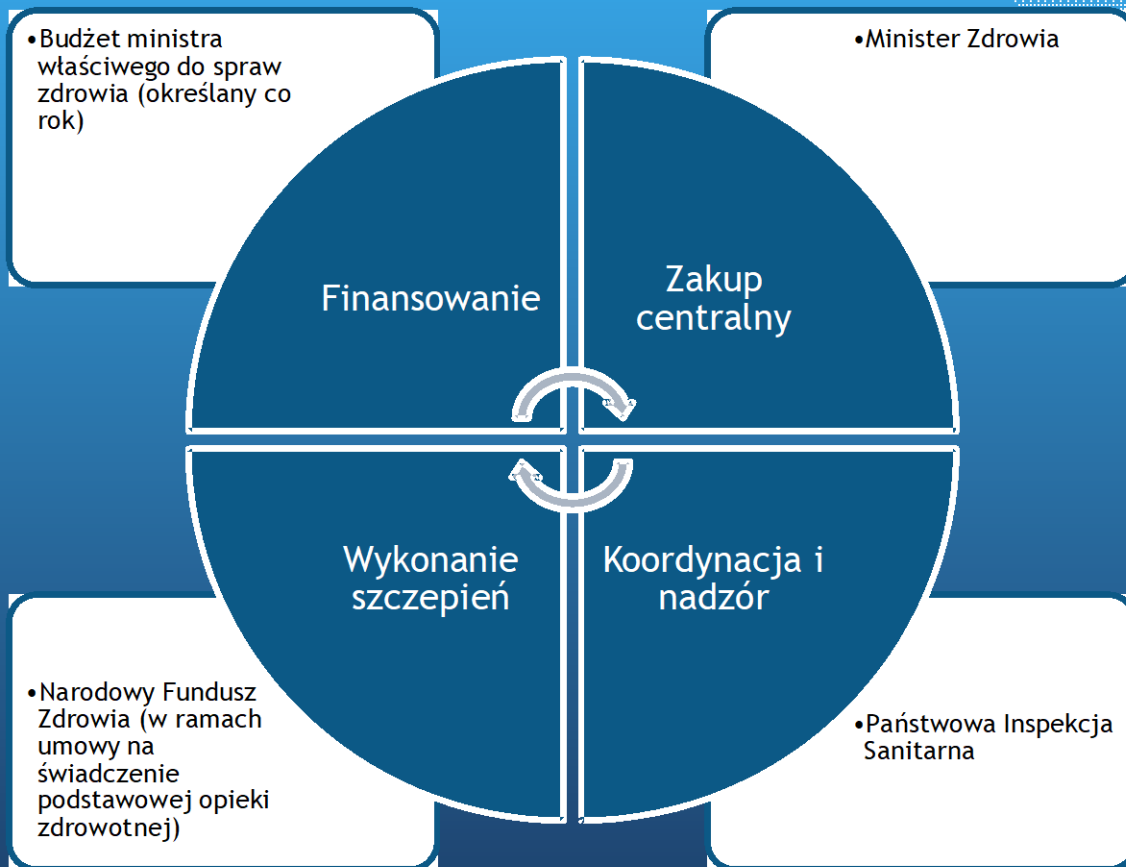 •Budżet ministra
właściwego do spraw
zdrowia (określany co
rok)
•Minister Zdrowia
Finansowanie
Zakup
centralny
Wykonanie
szczepień
Koordynacja i
nadzór
•Narodowy Fundusz
Zdrowia (w ramach
umowy na
świadczenie
podstawowej opieki
zdrowotnej)
•Państwowa Inspekcja
Sanitarna